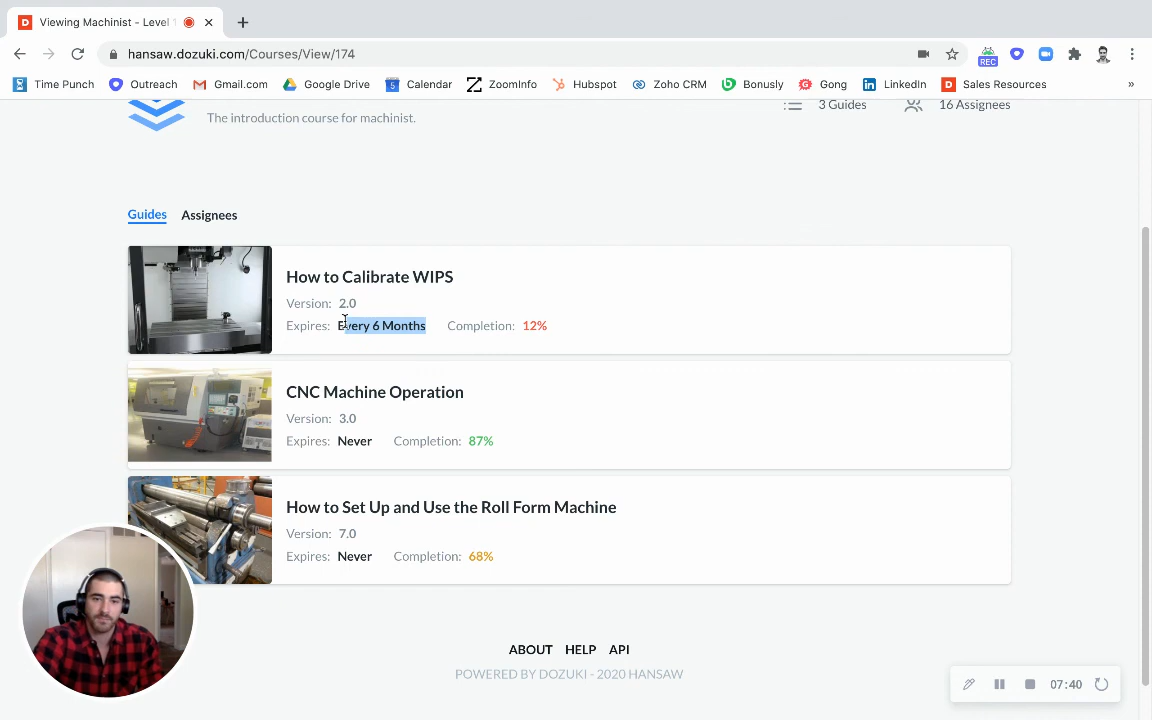 Viewing Machinist - Level 1
hansaw.dozuki.com/Courses/View/174
REC
Time Punch
Outreach
Gmail.com
Google Drive
5
Calendar
ZoomInfo
Hubspot
Zoho CRM
Bonusly
Gong
LinkedIn
Sales Resources
»
The introduction course for machinist.
3 Guides
16 Assignees
Guides
Assignees
How to Calibrate WIPS
Version: 2.0
Expires: Every 6 Months Completion: 12%
CNC Machine Operation
Version: 3.0
Expires: Never Completion: 87%
How to Set Up and Use the Roll Form Machine
Version: 7.0
Expires: Never Completion: 68%
ABOUT HELP API
POWERED BY DOZUKI - 2020 HANSAW
07:40